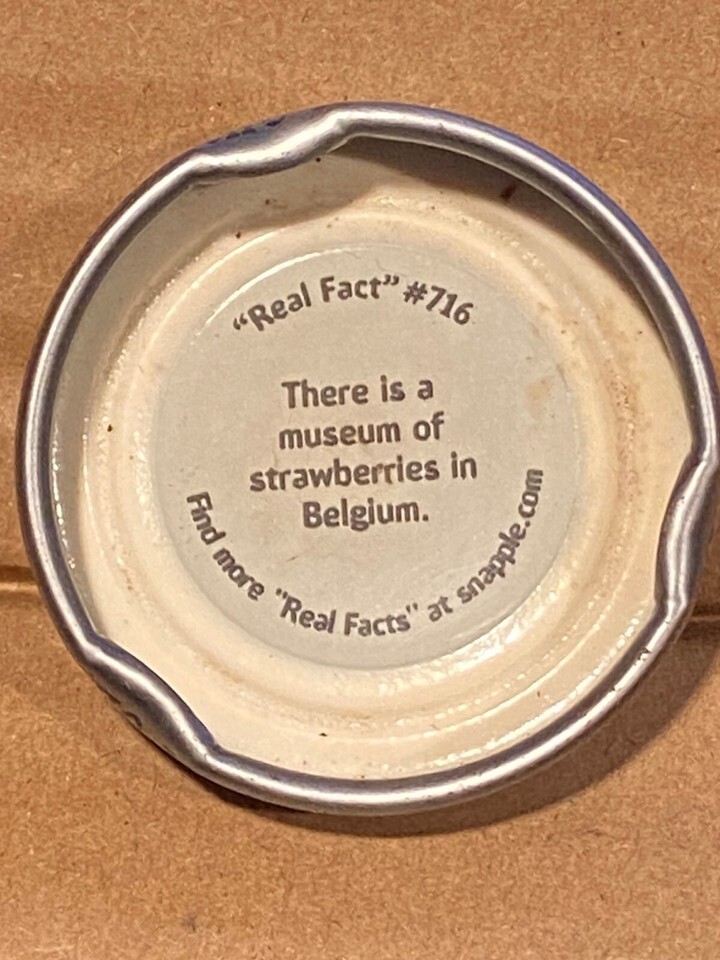 “Real Fact” #716
There is a
museum of
strawberries in
Belgium.
Find more "Real Facts" at snapple.com